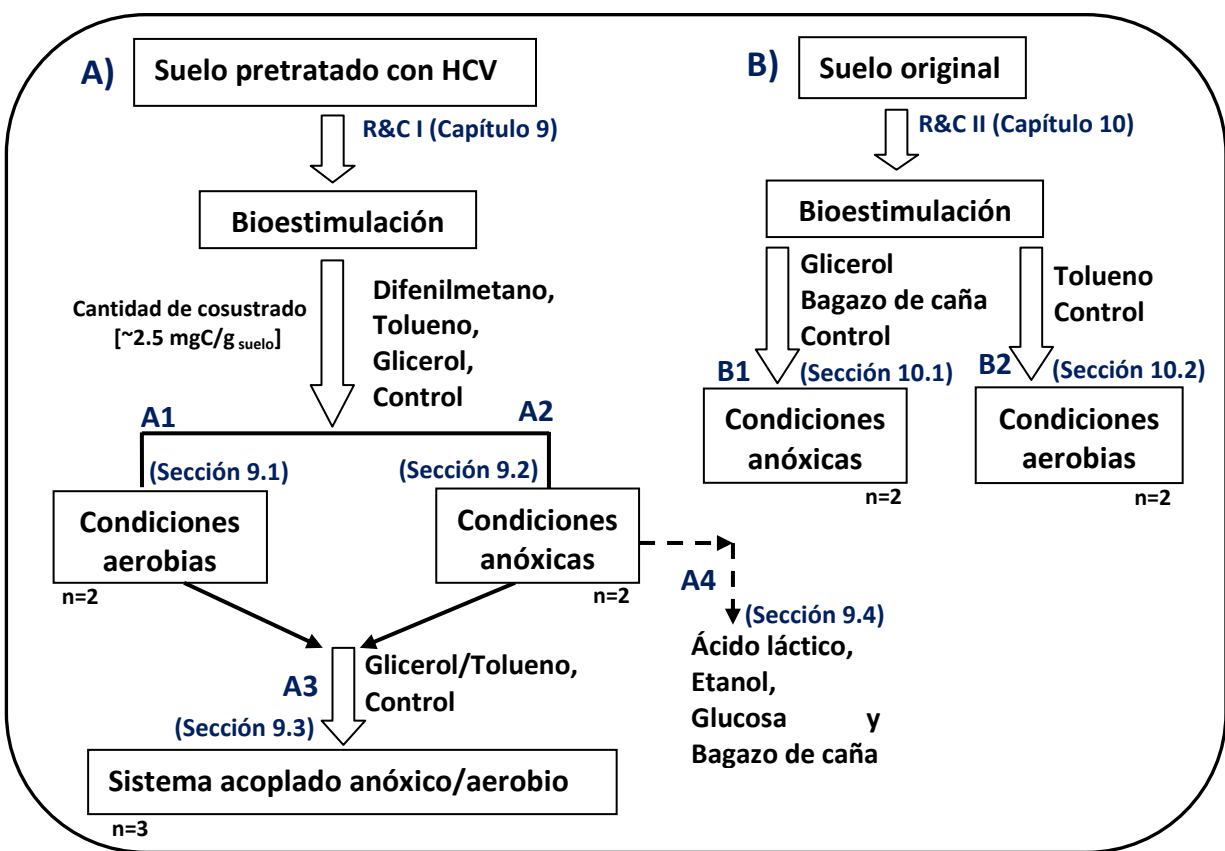 A)
Suelo pretratado con HCV
R&C I (Capítulo 9)
Bioestimulación
Cantidad de cosustrado
[~2.5 mgC/g suelo]
Difenilmetano,
Tolueno,
Glicerol,
Control
A1
A2
(Sección 9.1)
(Sección 9.2)
Condiciones
aerobias
n=2
Condiciones
anóxicas
n=2
A4
(Sección 9.4)
Ácido láctico,
Etanol,
Glucosa y
Bagazo de caña
A3
Glicerol/Tolueno,
Control
(Sección 9.3)
Sistema acoplado anóxico/aerobio
n=3
B)
Suelo original
R&C II (Capítulo 10)
Bioestimulación
Glicerol
Bagazo de caña
Control
Tolueno
Control
B1
(Sección 10.1)
B2
(Sección 10.2)
Condiciones
anóxicas
n=2
Condiciones
aerobias
n=2